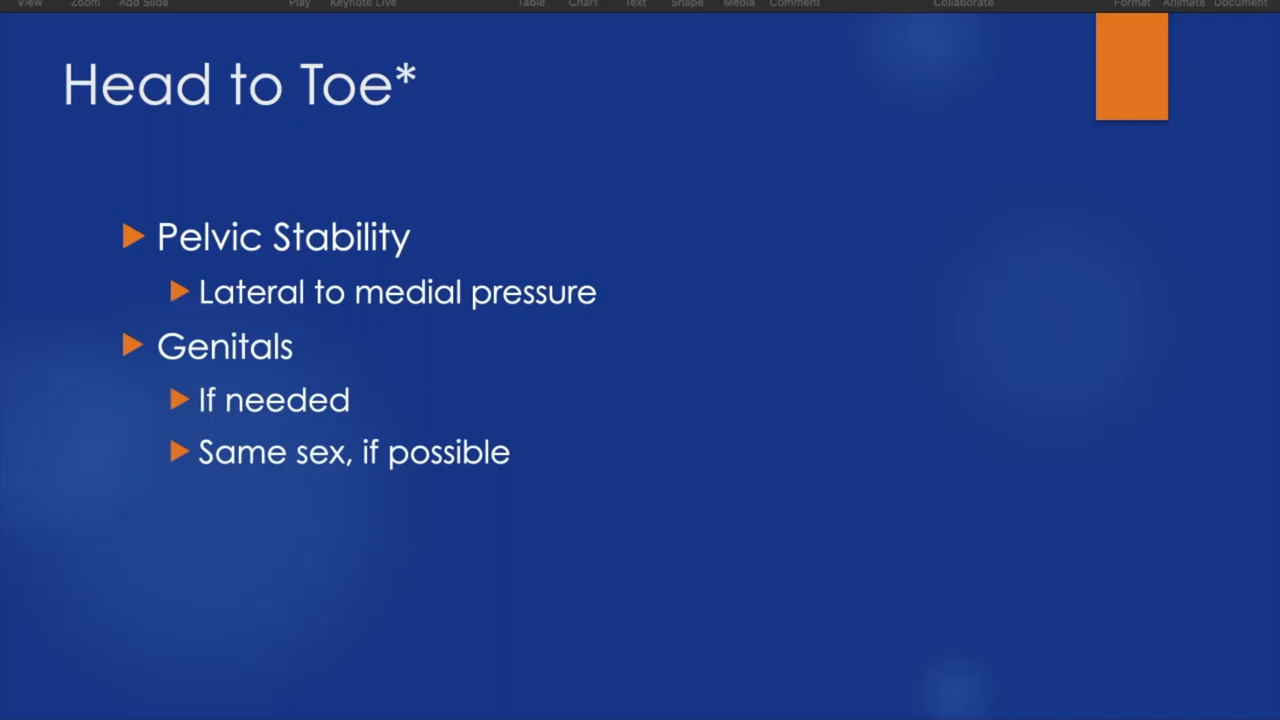 View Zoom Add Slide Play Keynote Live Table Chart Text Shape Media Comment Collaborate Format Animate Document
Head to Toe*
Pelvic Stability
Lateral to medial pressure
Genitals
If needed
Same sex, if possible